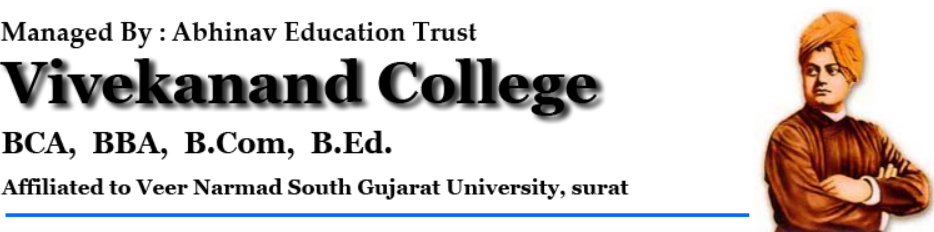 Managed By : Abhinav Education Trust
Vivekanand College
BCA, BBA, B.Com, B.Ed.
Affiliated to Veer Narmad South Gujarat University, surat